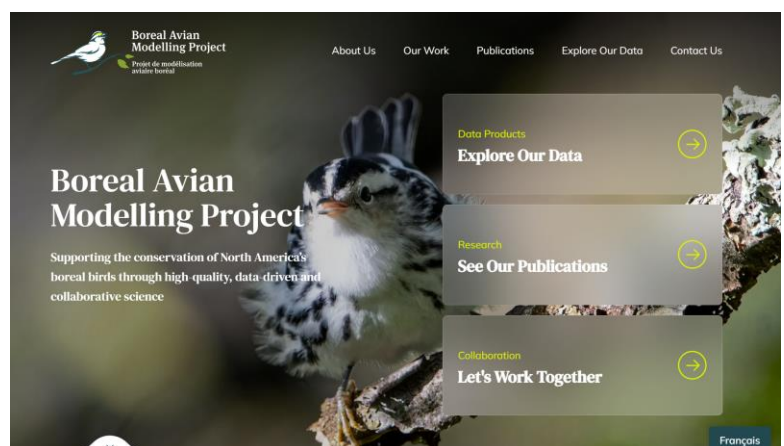 Boreal Avian
Modelling Project
Projet de modélisation
aviaire boréal
About Us
Our Work
Publications
Explore Our Data
Contact Us
Boreal Avian
Modelling Project
Supporting the conservation of North America's
boreal birds through high-quality, data-driven and
collaborative science
Data Products
Explore Our Data
Research
See Our Publications
Collaboration
Let's Work Together
Français